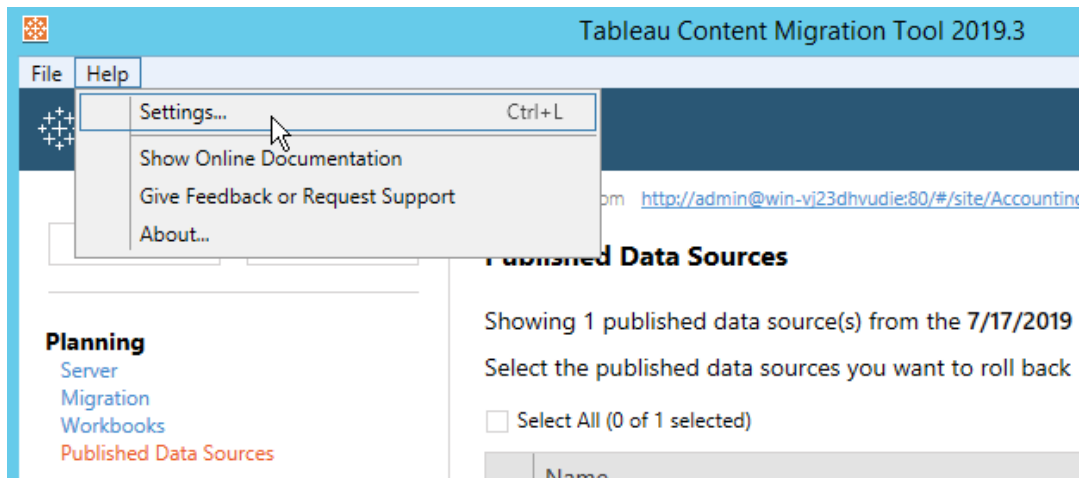 Tableau Content Migration Tool 2019.3
File Help
Settings... Ctrl+L
Show Online Documentation
Give Feedback or Request Support
About...
http://admin@win-vj23dhvudie:80/#/site/Accounting
Published Data Sources
Showing 1 published data source(s) from the 7/17/2019
Select the published data sources you want to roll back
Select All (0 of 1 selected)
Name
Planning
Server
Migration
Workbooks
Published Data Sources